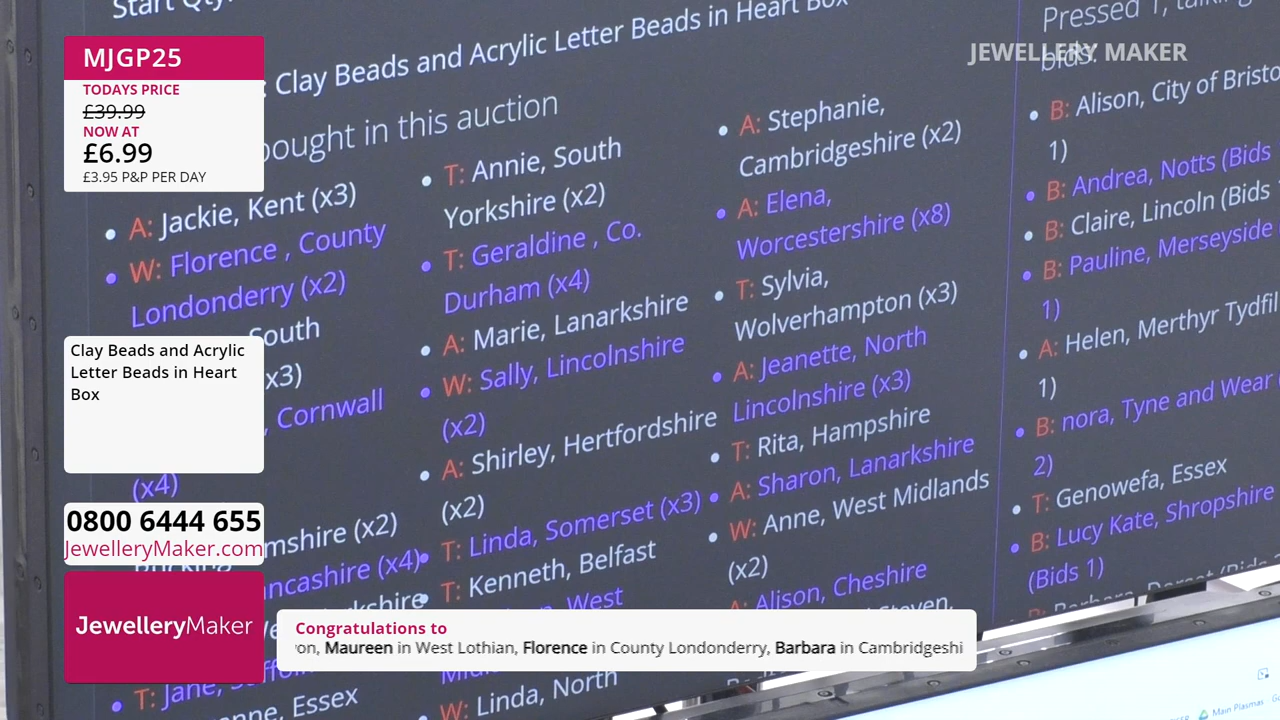 Start Qty:
: Clay Beads and Acrylic Letter Beads in Heart Box
bought in this auction
A: Jackie, Kent (x3)
W: Florence , County
Londonderry (x2)
South
(x3)
, Cornwall
(x4)
mshire (x2)
ncashire (x4)
T: Jane,
Essex
T: Annie, South
Yorkshire (x2)
T: Geraldine , Co.
Durham (x4)
A: Marie, Lanarkshire
W: Sally, Lincolnshire
(x2)
A: Shirley, Hertfordshire
(x2)
T: Linda, Somerset (x3)
T: Kenneth, Belfast
West
W: Linda, North
A: Stephanie,
Cambridgeshire (x2)
A: Elena,
Worcestershire (x8)
T: Sylvia,
Wolverhampton (x3)
A: Jeanette, North
Lincolnshire (x3)
T: Rita, Hampshire
A: Sharon, Lanarkshire
W: Anne, West Midlands
(x2)
A: Alison, Cheshire
Steven,
Pressed 1, talking
bids.
B: Alison, City of Bristo
1)
B: Andrea, Notts (Bids
B: Claire, Lincoln (Bids
B: Pauline, Merseyside
1)
A: Helen, Merthyr Tydfil
1)
B: nora, Tyne and Wear
2)
T: Genowefa, Essex
B: Lucy Kate, Shropshire
(Bids 1)
Main Plasmas
JEWELLERY MAKER
MJGP25
TODAYS PRICE
£39.99
NOW AT
£6.99
£3.95 P&P PER DAY
Clay Beads and Acrylic
Letter Beads in Heart
Box
0800 6444 655
JewelleryMaker.com
JewelleryMaker
Congratulations to
on, Maureen in West Lothian, Florence in County Londonderry, Barbara in Cambridgeshi